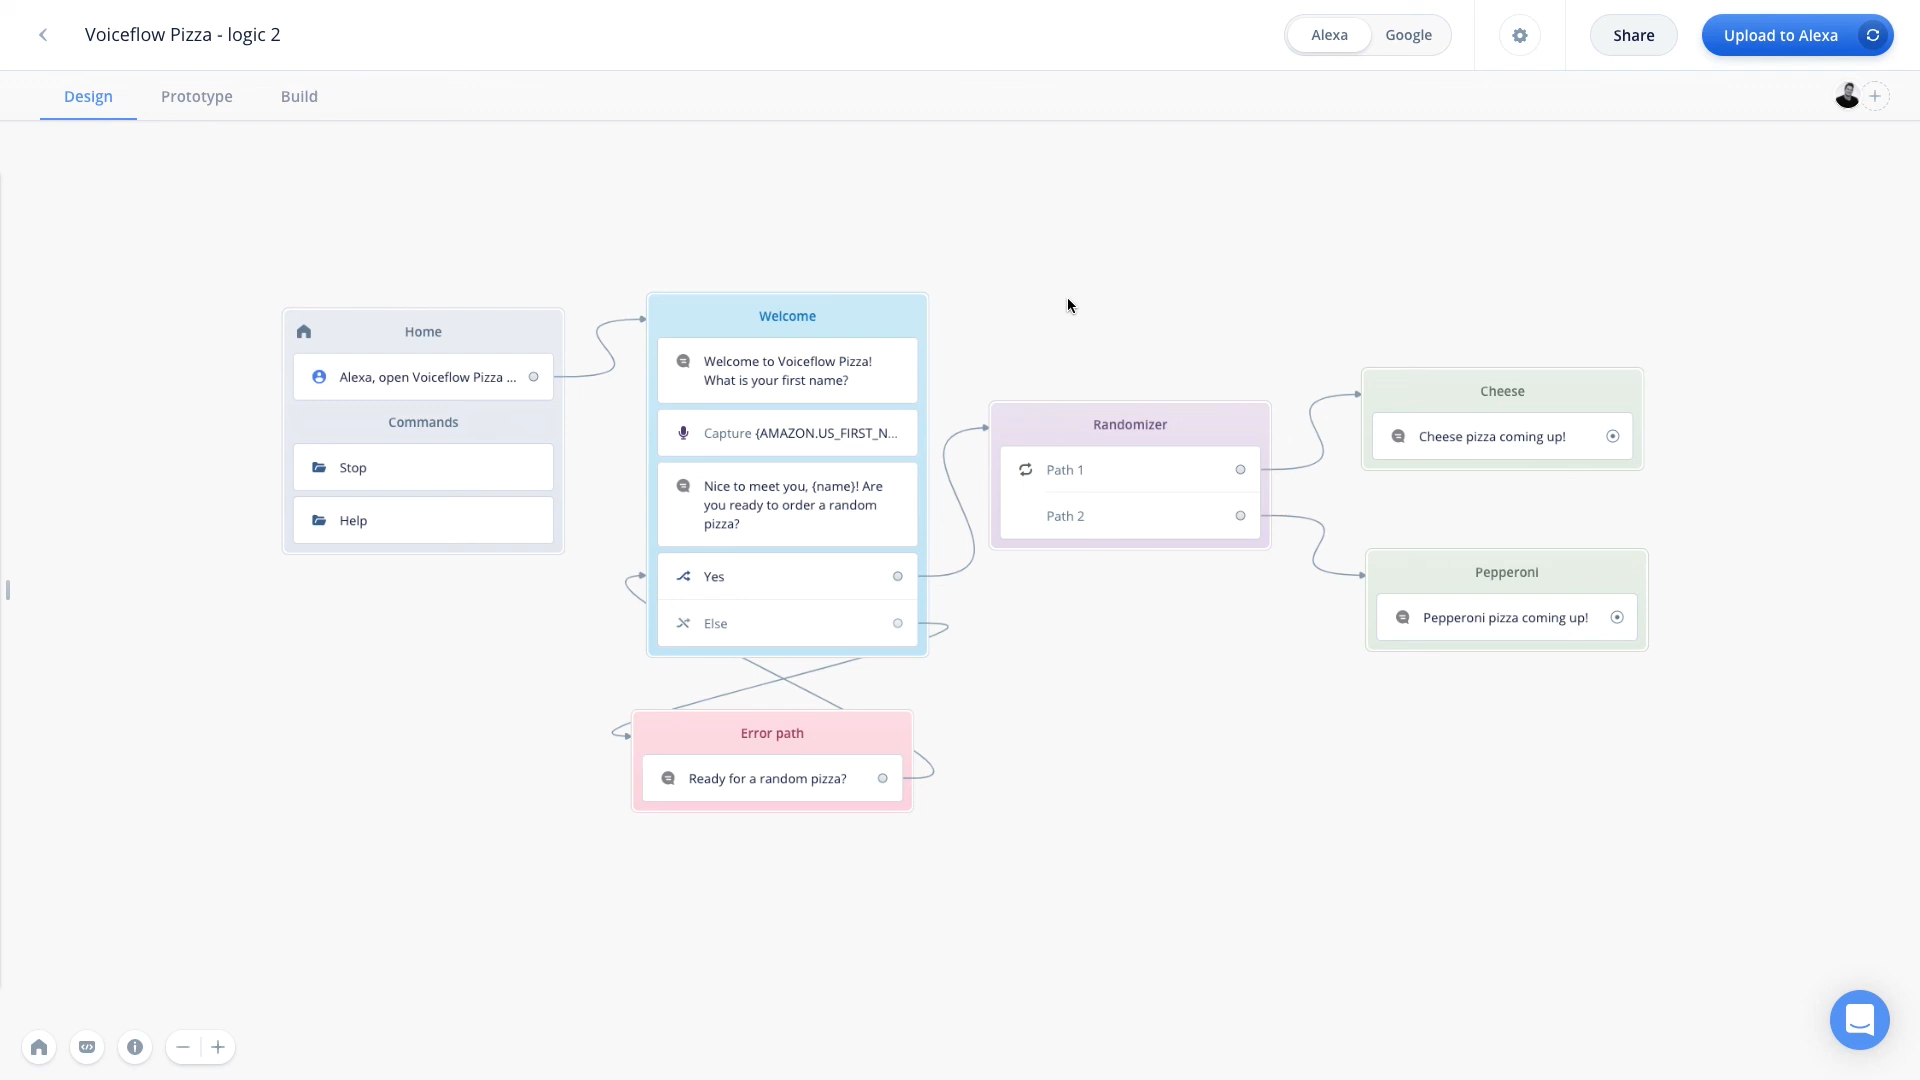 Voiceflow Pizza - logic 2
Alexa
Google
Share
Upload to Alexa
Design
Prototype
Build
Home
Alexa, open Voiceflow Pizza ...
Commands
Stop
Help
Welcome
Welcome to Voiceflow Pizza!
What is your first name?
Capture {AMAZON.US_FIRST_N...
Nice to meet you, {name}! Are
you ready to order a random
pizza?
Yes
Else
Error path
Ready for a random pizza?
Randomizer
Path 1
Path 2
Cheese
Cheese pizza coming up!
Pepperoni
Pepperoni pizza coming up!